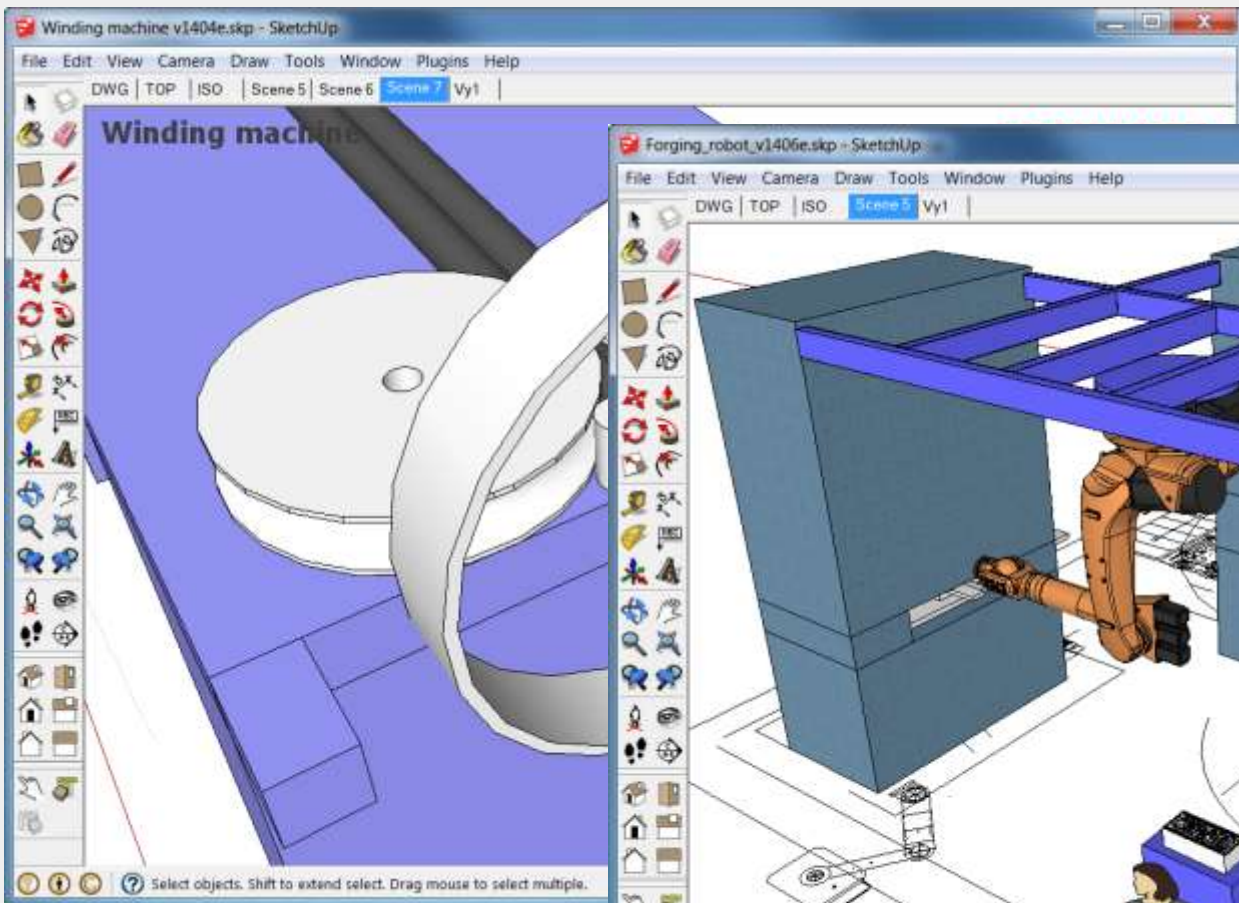 Winding machine v1404e.skp - SketchUp
File Edit View Camera Draw Tools Window Plugins Help
DWG TOP ISO Scene 5 Scene 6 Scene 7 Vy1
Winding machine
Select objects. Shift to extend select. Drag mouse to select multiple.
Forging_robot_v1406e.skp - SketchUp
File Edit View Camera Draw Tools Window Plugins Help
DWG TOP ISO Scene 5 Vy1